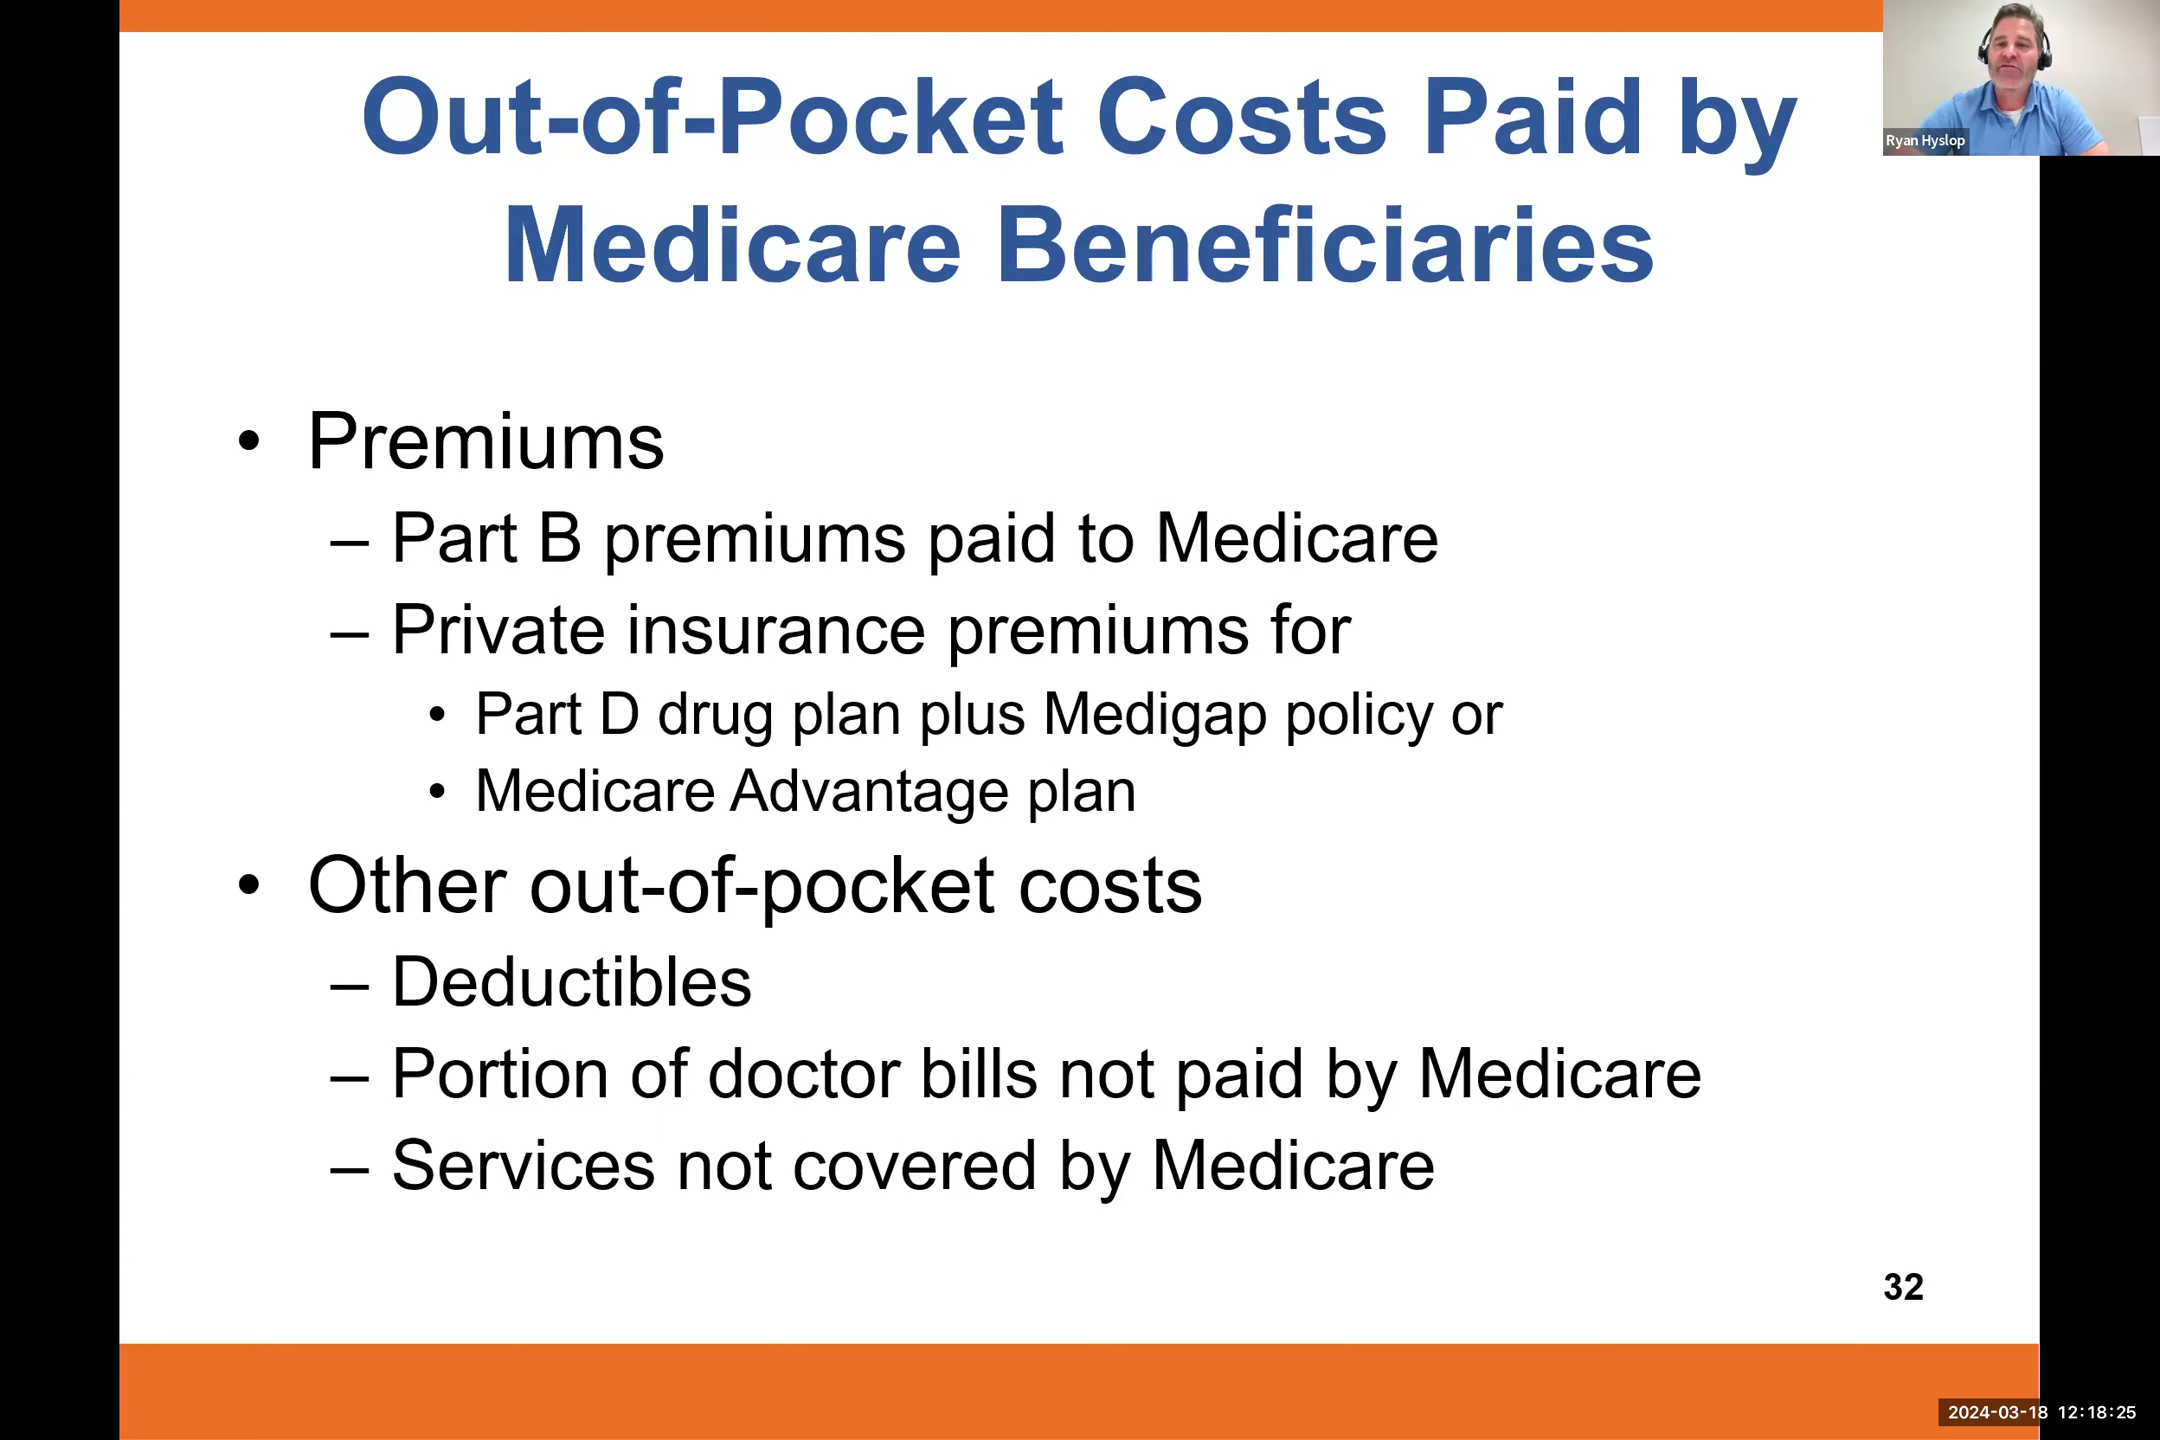 Out-of-Pocket Costs Paid by
Medicare Beneficiaries
Ryan Hyslop
• Premiums
– Part B premiums paid to Medicare
– Private insurance premiums for
• Part D drug plan plus Medigap policy or
• Medicare Advantage plan
• Other out-of-pocket costs
– Deductibles
– Portion of doctor bills not paid by Medicare
– Services not covered by Medicare
32
2024-03-18 12:18:25